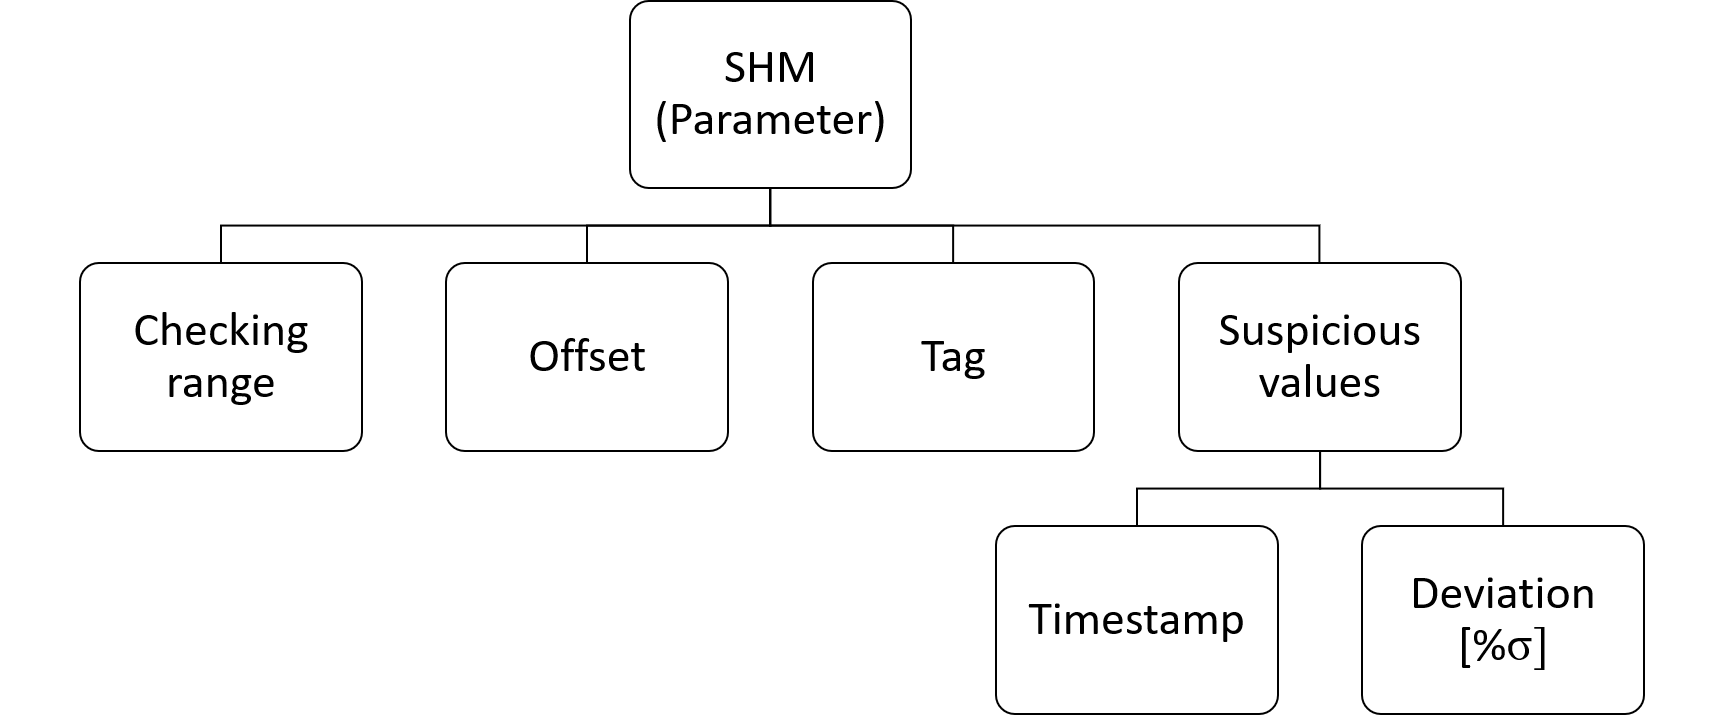 SHM
(Parameter)
Checking
range
Offset
Tag
Suspicious
values
Timestamp
Deviation
[%σ]